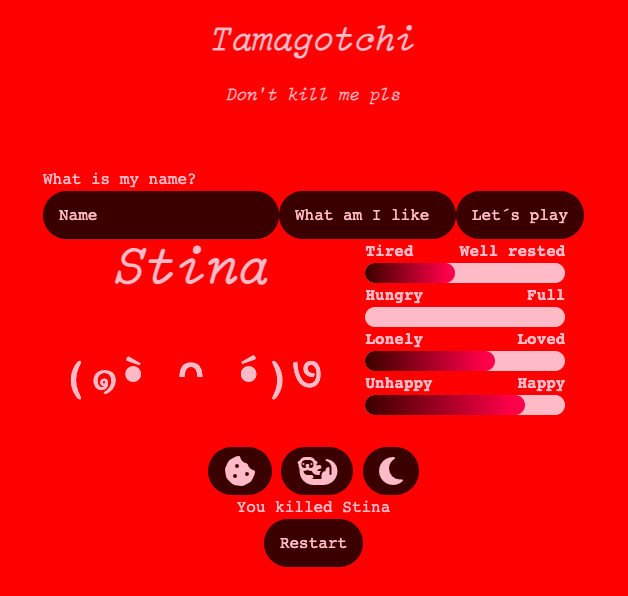 Tamagotchi
Don't kill me pls
What is my name?
Name
What am I like
Let´s play
Stina
Tired Well rested
Hungry Full
Lonely Loved
Unhappy Happy
(๑•̀ ᴖ •́)৩
You killed Stina
Restart